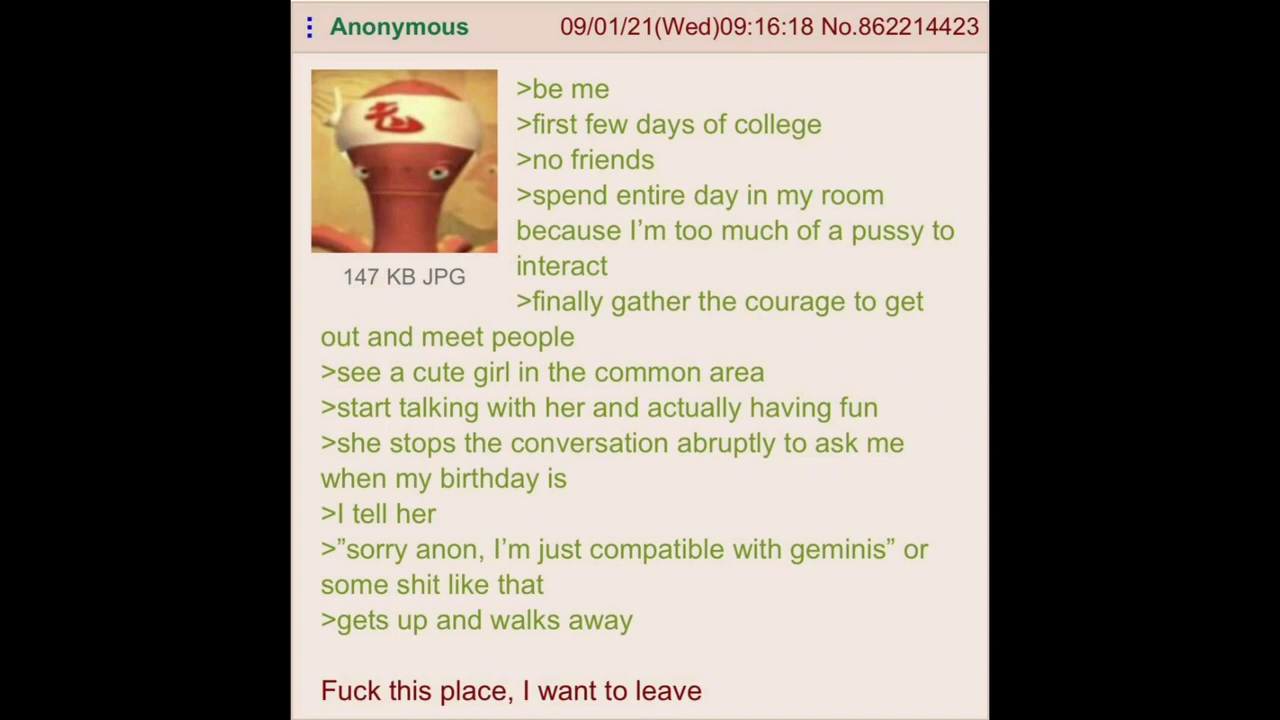 Anonymous 09/01/21(Wed)09:16:18 No.862214423
147 KB JPG
>be me
>first few days of college
>no friends
>spend entire day in my room
because I’m too much of a pussy to
interact
>finally gather the courage to get
out and meet people
>see a cute girl in the common area
>start talking with her and actually having fun
>she stops the conversation abruptly to ask me
when my birthday is
>I tell her
>”sorry anon, I’m just compatible with geminis” or
some shit like that
>gets up and walks away
Fuck this place, I want to leave